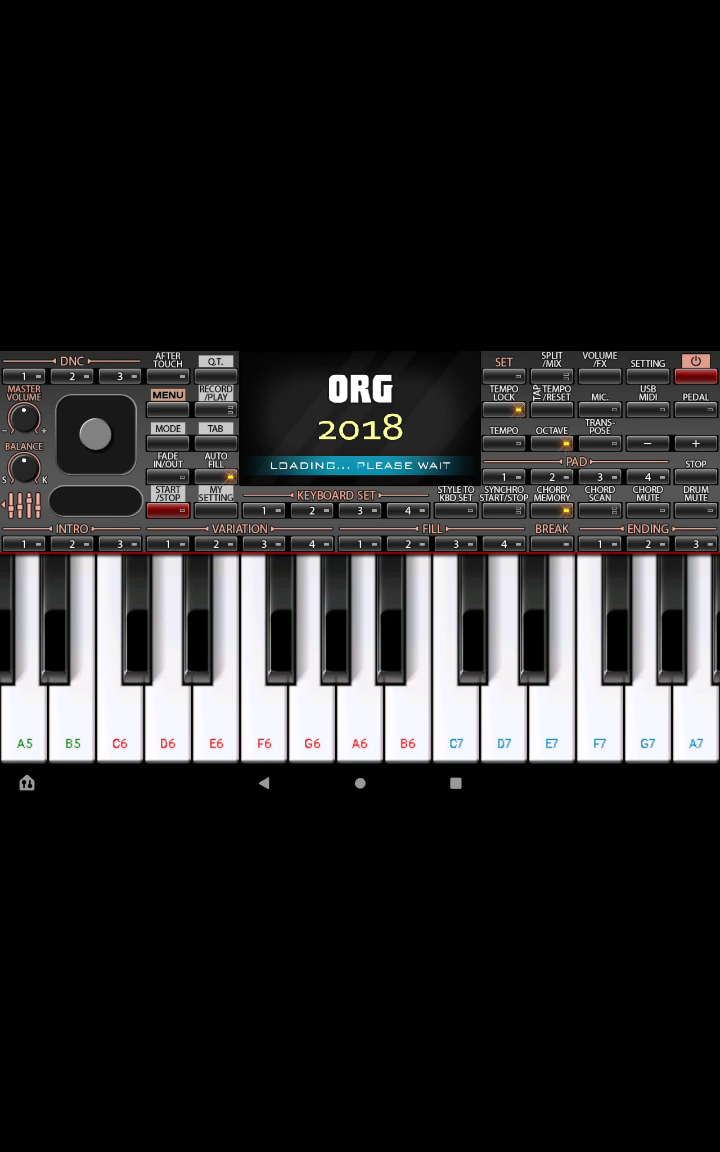 DNC
1 2 3
AFTER
TOUCH
Q.T.
MASTER
VOLUME
- +
BALANCE
S K
MENU
RECORD
/PLAY
MODE
TAB
FADE
IN/OUT
AUTO
FILL
START
/STOP
MY
SETTING
ORG
2018
LOADING... PLEASE WAIT
KEYBOARD SET
1 2 3 4
STYLE TO
KBD SET
SET
SPLIT
/MIX
VOLUME
/FX
SETTING
TEMPO
LOCK
TAP TEMPO
/RESET
MIC.
USB
MIDI
PEDAL
TEMPO
OCTAVE
TRANS-
POSE
- +
PAD
1 2 3 4
STOP
SYNCHRO
START/STOP
CHORD
MEMORY
CHORD
SCAN
CHORD
MUTE
DRUM
MUTE
INTRO
1 2 3
VARIATION
1 2 3 4
FILL
1 2 3 4
BREAK
ENDING
1 2 3
A5 B5 C6 D6 E6 F6 G6 A6 B6 C7 D7 E7 F7 G7 A7